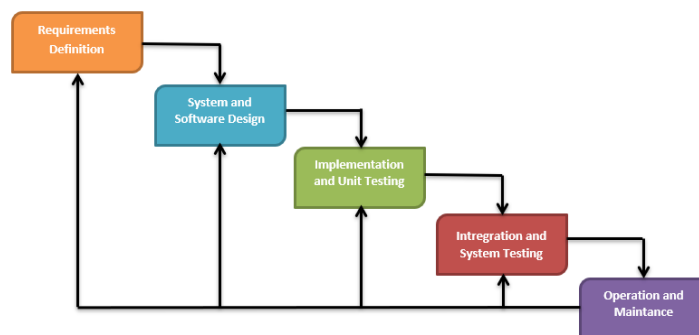 Requirements
Definition
System and
Software Design
Implementation
and Unit Testing
Intregration and
System Testing
Operation and
Maintance